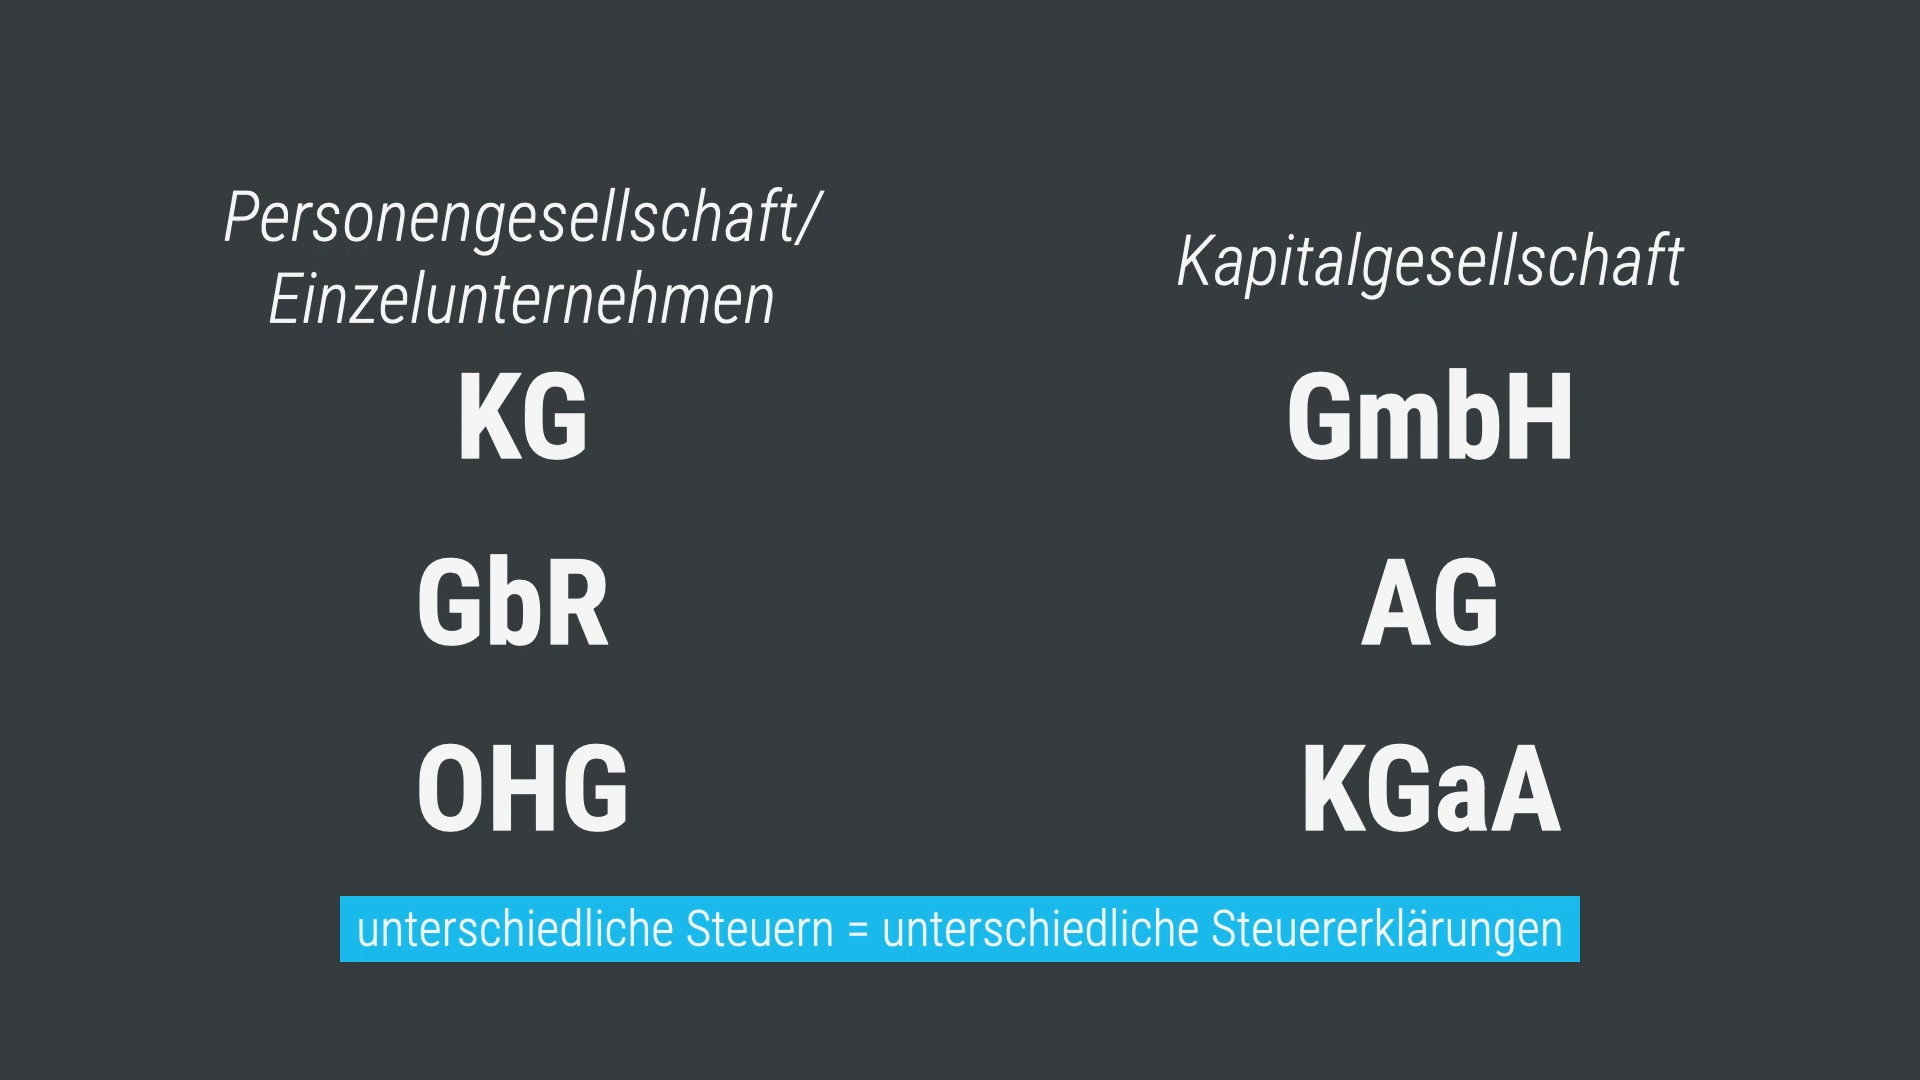 Personengesellschaft/
Einzelunternehmen
KG
GbR
OHG
Kapitalgesellschaft
GmbH
AG
KGaA
unterschiedliche Steuern = unterschiedliche Steuererklärungen